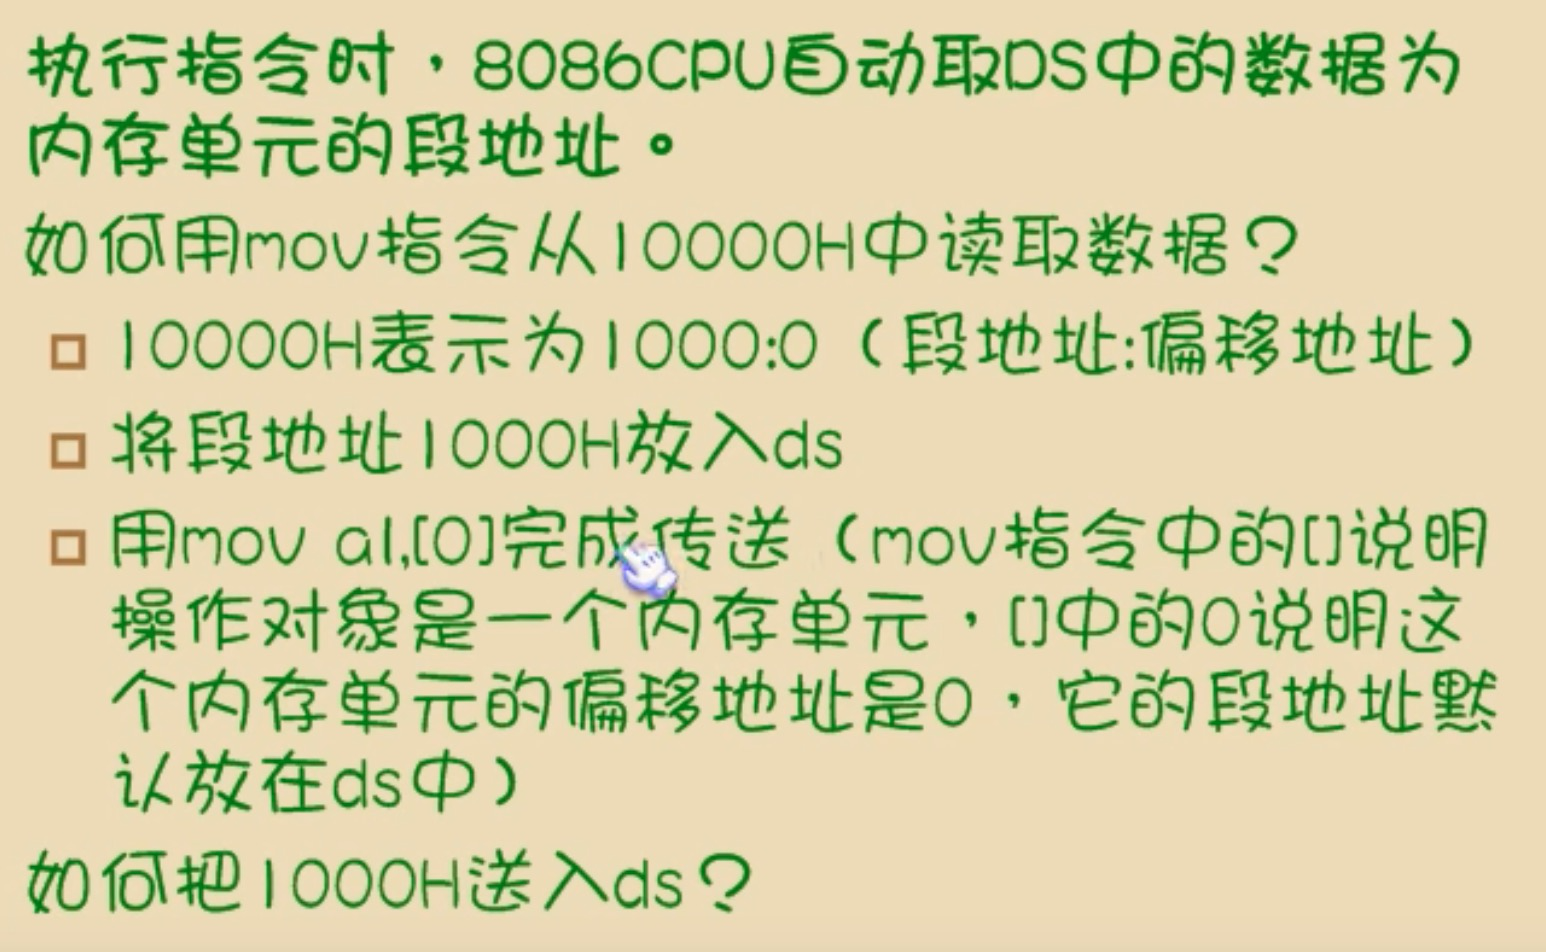 执行指令时，8086CPU自动取DS中的数据为
内存单元的段地址。
如何用mov指令从10000H中读取数据？
10000H表示为1000:0（段地址:偏移地址）
将段地址1000H放入ds
用mov al,[0]完成传送（mov指令中的[]说明
操作对象是一个内存单元，[]中的0说明这
个内存单元的偏移地址是0，它的段地址默
认放在ds中）
如何把1000H送入ds？